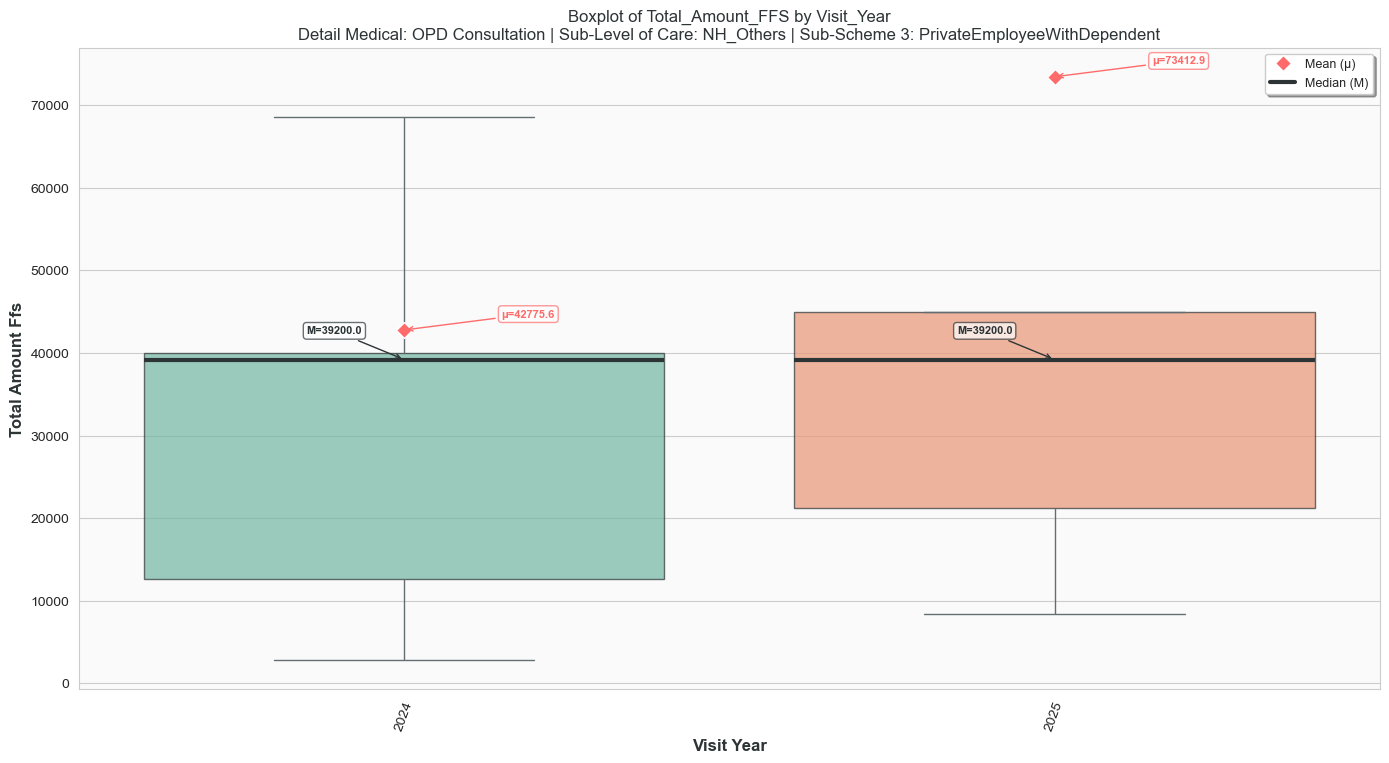 Boxplot of Total_Amount_FFS by Visit_Year
Detail Medical: OPD Consultation | Sub-Level of Care: NH_Others | Sub-Scheme 3: PrivateEmployeeWithDependent
μ=73412.9
Mean (μ)
Median (M)
70000
60000
50000
40000
30000
20000
10000
0
Total Amount Ffs
μ=42775.6
M=39200.0
M=39200.0
2024
2025
Visit Year